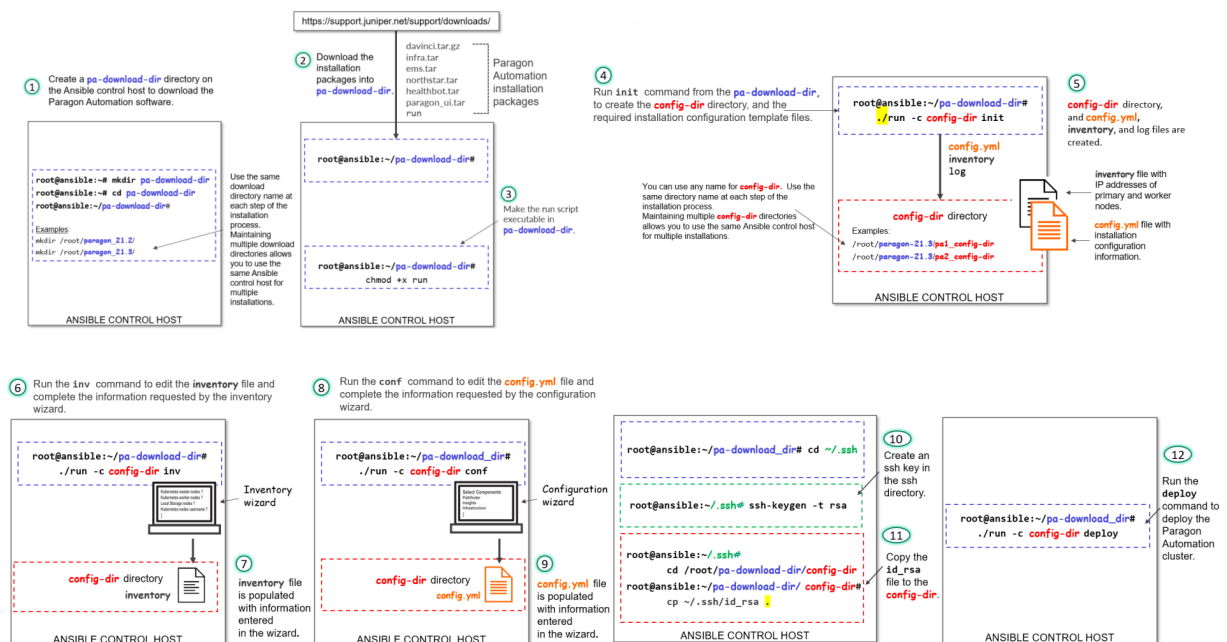 https://support.juniper.net/support/downloads/
1
Create a pa-download-dir directory on
the Ansible control host to download the
Paragon Automation software.
root@ansible:~# mkdir pa-download-dir
root@ansible:~# cd pa-download-dir
root@ansible:~/pa-download-dir#
Examples:
mkdir /root/paragon_21.2/
mkdir /root/paragon_21.3/
ANSIBLE CONTROL HOST
Use the same
download
directory name at
each step of the
installation
process.
Maintaining
multiple download
directories allows
you to use the
same Ansible
control host for
multiple
installations.
2
Download the
installation
packages into
pa-download-dir.
davinci.tar.gz
infra.tar
ems.tar
northstar.tar
healthbot.tar
paragon_ui.tar
run
Paragon
Automation
installation
packages
root@ansible:~/pa-download-dir#
3
Make the run script
executable in
pa-download-dir.
root@ansible:~/pa-download-dir#
chmod +x run
ANSIBLE CONTROL HOST
4
Run init command from the pa-download-dir,
to create the config-dir directory, and the
required installation configuration template files.
root@ansible:~/pa-download-dir#
./run -c config-dir init
config.yml
inventory
log
You can use any name for config-dir. Use the
same directory name at each step of the
installation process.
Maintaining multiple config-dir directories
allows you to use the same Ansible control host
for multiple installations.
config-dir directory
Examples:
/root/paragon-21.3/pa1_config-dir
/root/paragon-21.3/pa2_config-dir
ANSIBLE CONTROL HOST
5
config-dir directory,
and config.yml,
inventory, and log files are
created.
inventory file with
IP addresses of
primary and worker
nodes.
config.yml file with
installation
configuration
information.
6
Run the inv command to edit the inventory file and
complete the information requested by the inventory
wizard.
root@ansible:~/pa-download-dir#
./run -c config-dir inv
Kubernetes master nodes ?
Kubernetes worker nodes ?
Local Storage nodes ?
Kubernetes nodes username ?
Inventory
wizard
config-dir directory
inventory
7
inventory file
is populated
with information
entered
in the wizard.
ANSIBLE CONTROL HOST
8
Run the conf command to edit the config.yml file and
complete the information requested by the configuration
wizard.
root@ansible:~/pa-download_dir#
./run -c config-dir conf
Select Components
Pathfinder
Insights
Infrastructure
Configuration
wizard
config-dir directory
config.yml
9
config.yml file
is populated
with information
entered
in the wizard.
ANSIBLE CONTROL HOST
root@ansible:~/pa-download_dir# cd ~/.ssh
10
Create an
ssh key in
the ssh
directory.
root@ansible:~/.ssh# ssh-keygen -t rsa
root@ansible:~/.ssh#
cd /root/pa-download-dir/config-dir
root@ansible:~/pa-download-dir/ config-dir#
cp ~/.ssh/id_rsa .
11
Copy the
id_rsa
file to the
config-dir.
ANSIBLE CONTROL HOST
root@ansible:~/pa-download_dir#
./run -c config-dir deploy
12
Run the
deploy
command to
deploy the
Paragon
Automation
cluster.
ANSIBLE CONTROL HOST